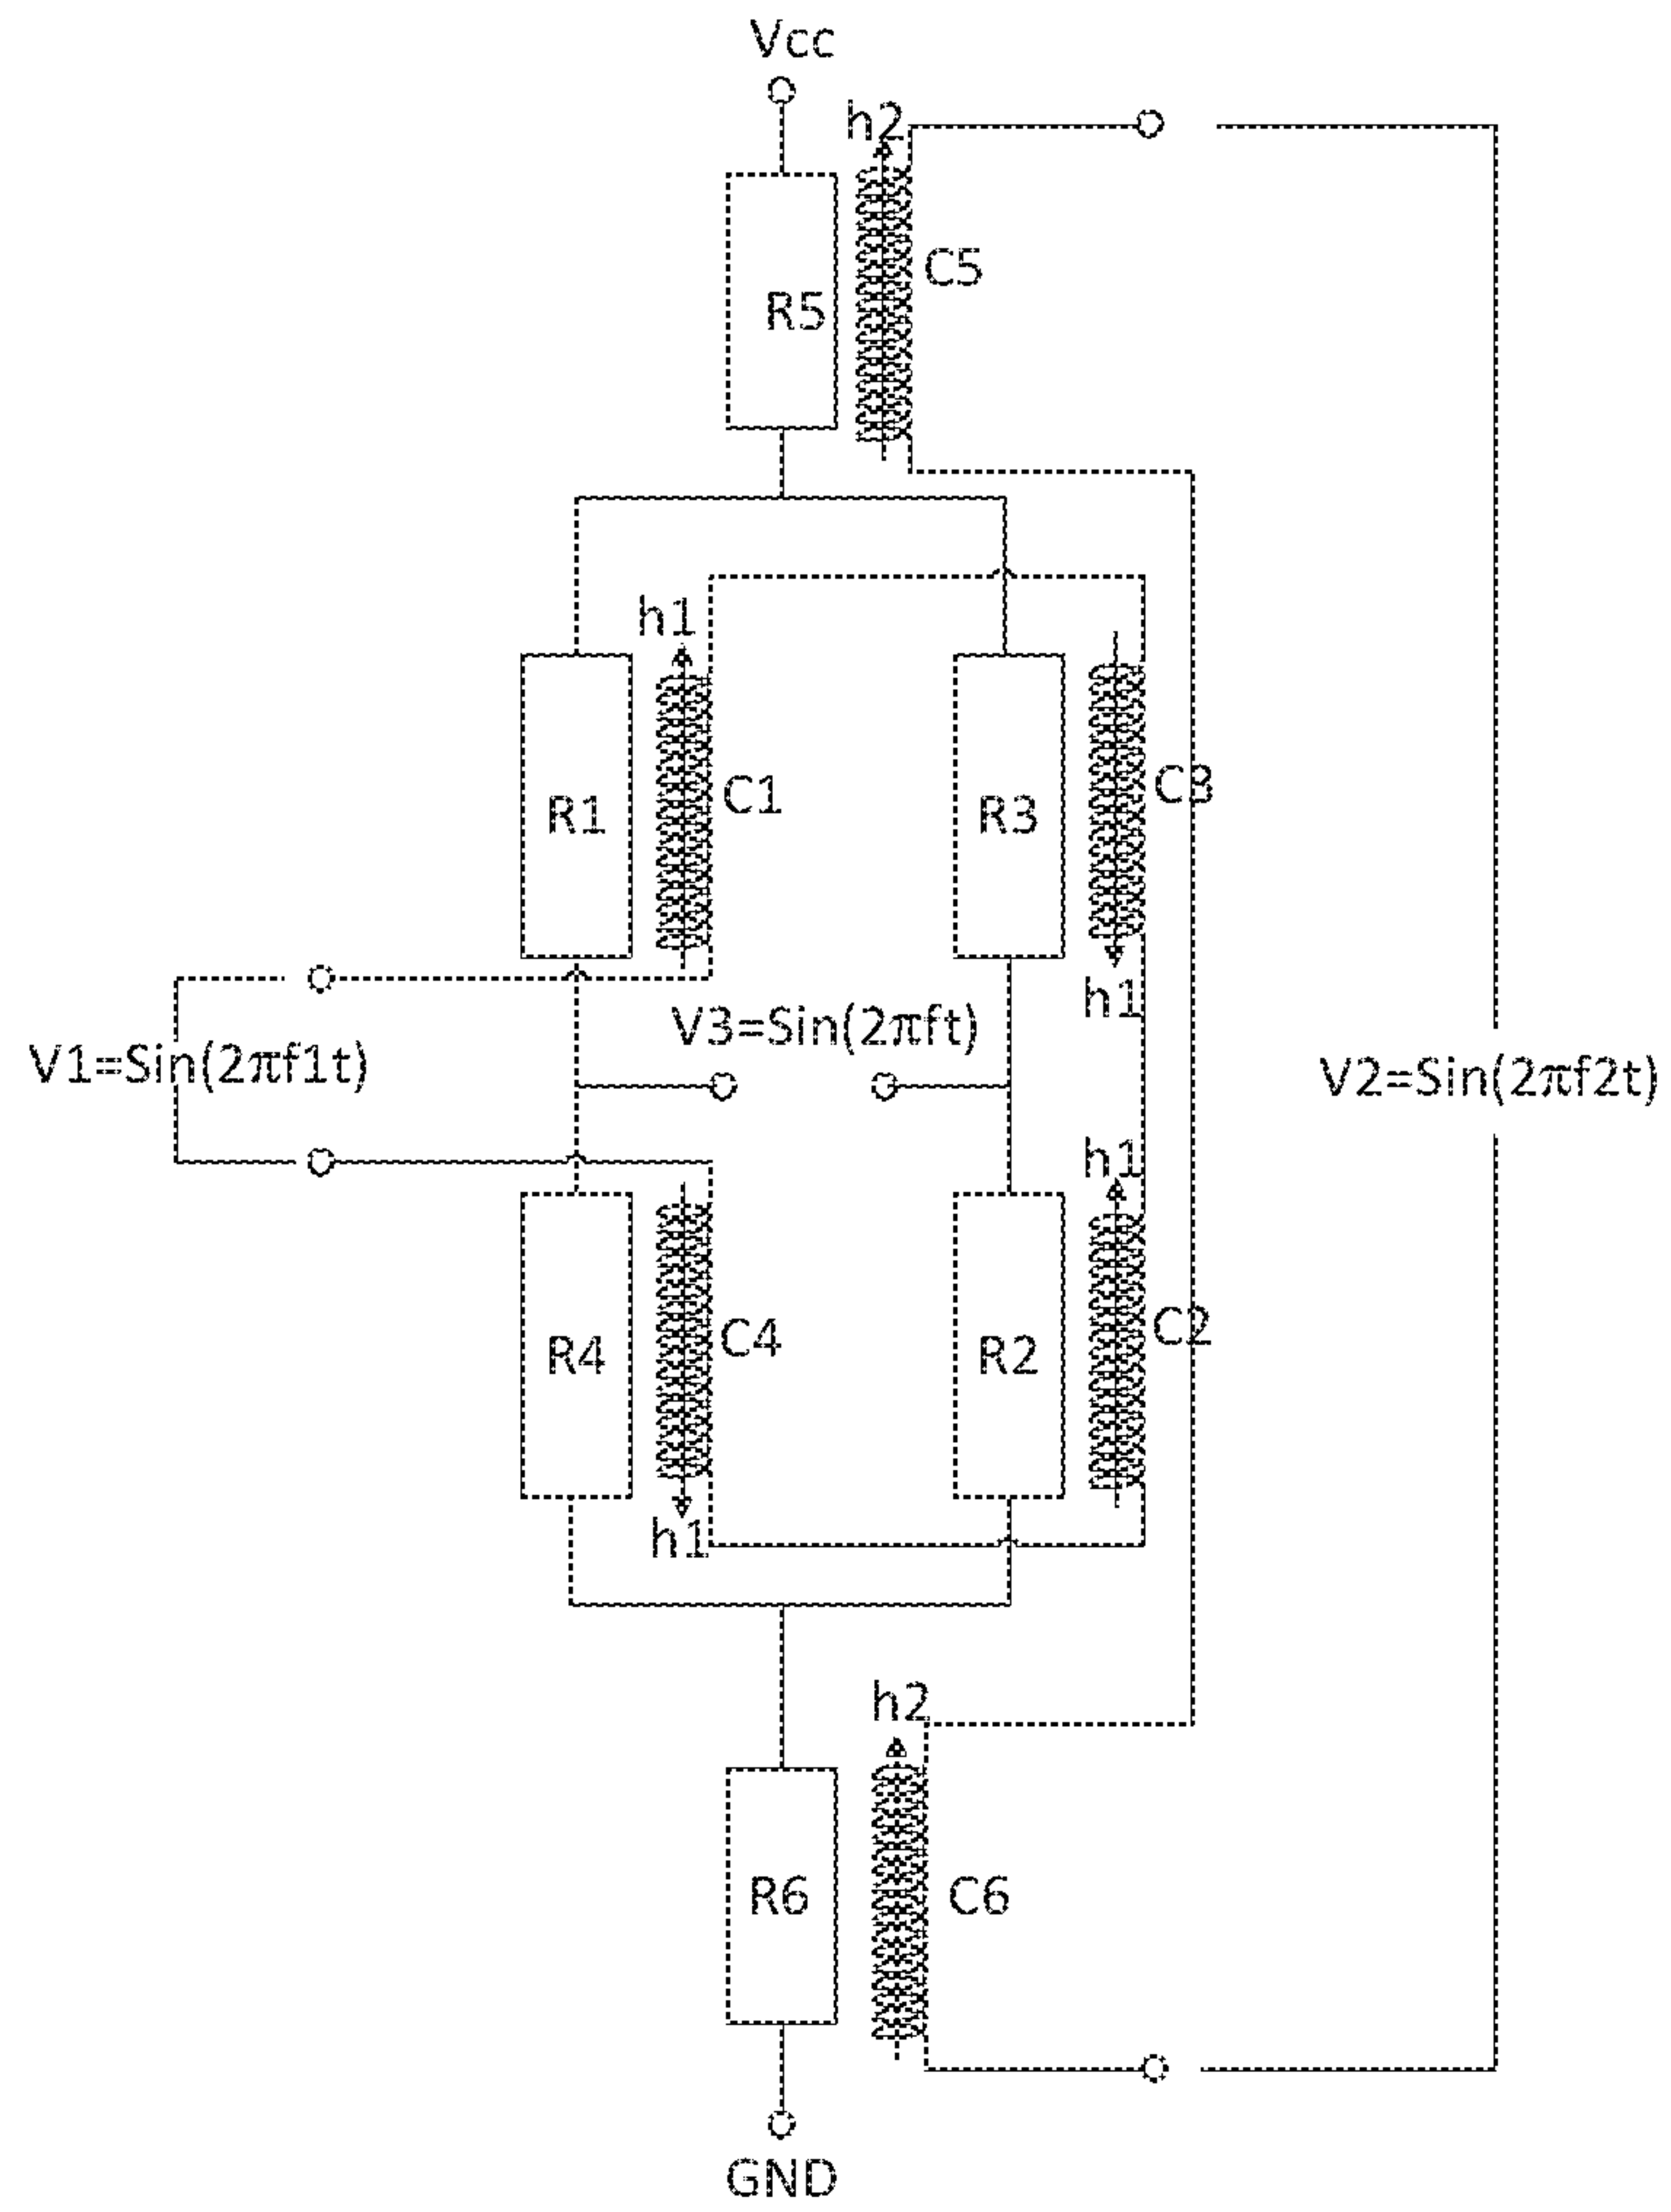 Vcc
h2
C5
R5
h1
R1
C1
R3
C3
h1
V3=Sin(2πft)
V1=Sin(2πf1t)
V2=Sin(2πf2t)
h1
R4
C4
R2
C2
h1
h2
R6
C6
GND